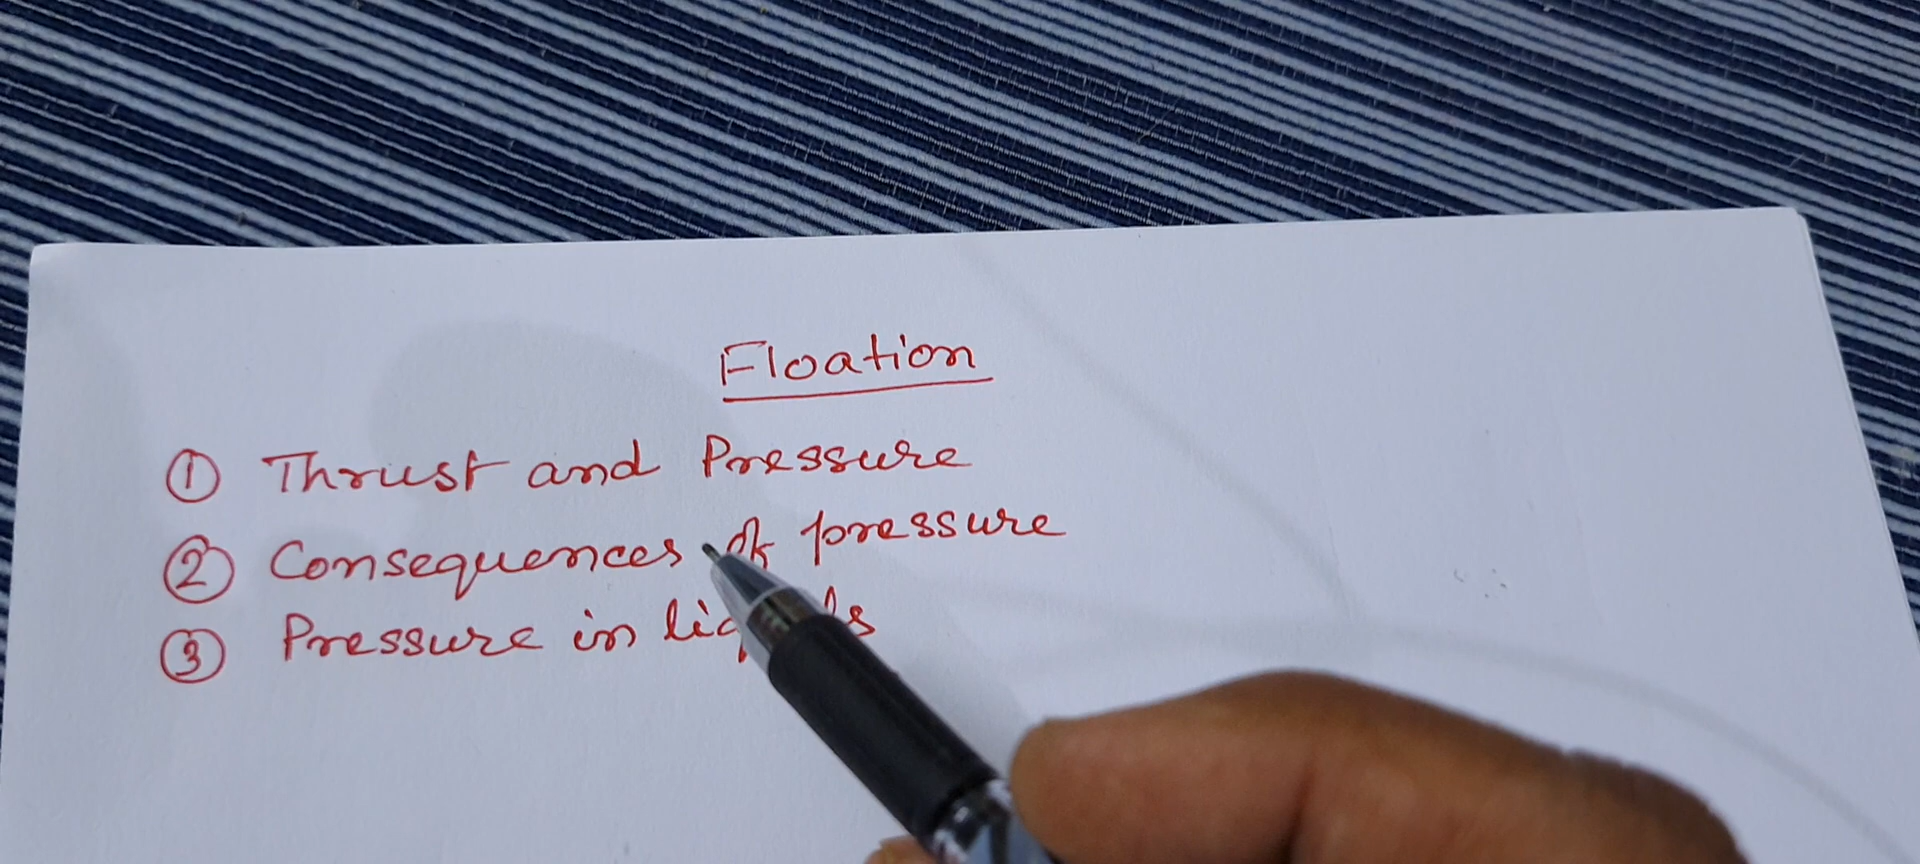 Floation
① Thrust and Pressure
② Consequences of pressure
③ Pressure in